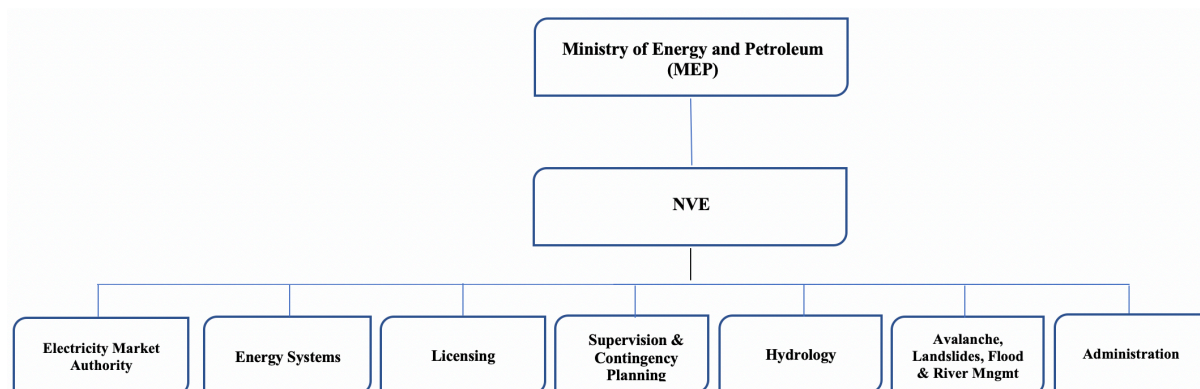 Ministry of Energy and Petroleum
(MEP)
NVE
Electricity Market
Authority
Energy Systems
Licensing
Supervision &
Contingency
Planning
Hydrology
Avalanche,
Landslides, Flood
& River Mngmt
Administration